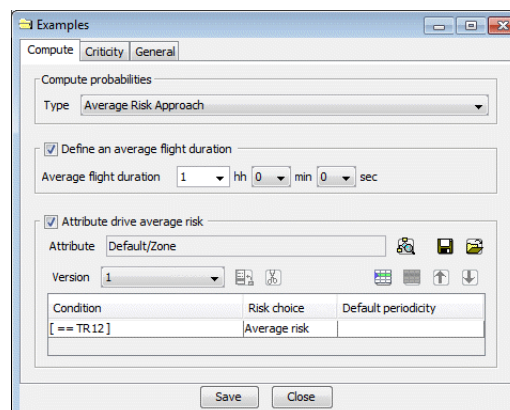 Examples
Compute Criticity General
Compute probabilities
Type Average Risk Approach
Define an average flight duration
Average flight duration 1 hh 0 min 0 sec
Attribute drive average risk
Attribute Default/Zone
Version 1
Condition Risk choice Default periodicity
[ == TR12 ] Average risk
Save Close